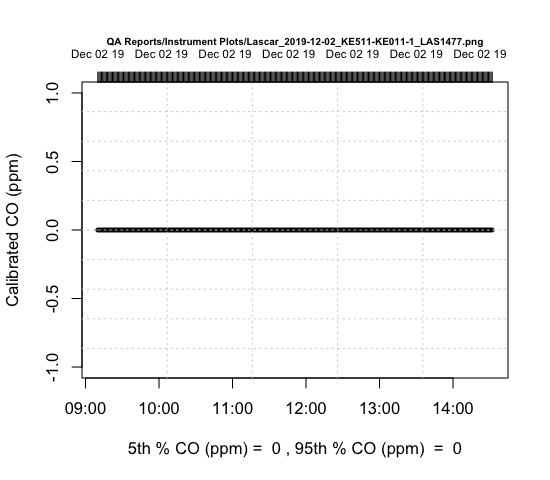 QA Reports/Instrument Plots/Lascar_2019-12-02_KE511-KE011-1_LAS1477.png
Dec 02 19 Dec 02 19 Dec 02 19 Dec 02 19 Dec 02 19 Dec 02 19 Dec 02 19
Calibrated CO (ppm)
1.0
0.5
0.0
-0.5
-1.0
09:00 10:00 11:00 12:00 13:00 14:00
5th % CO (ppm) = 0 , 95th % CO (ppm) = 0